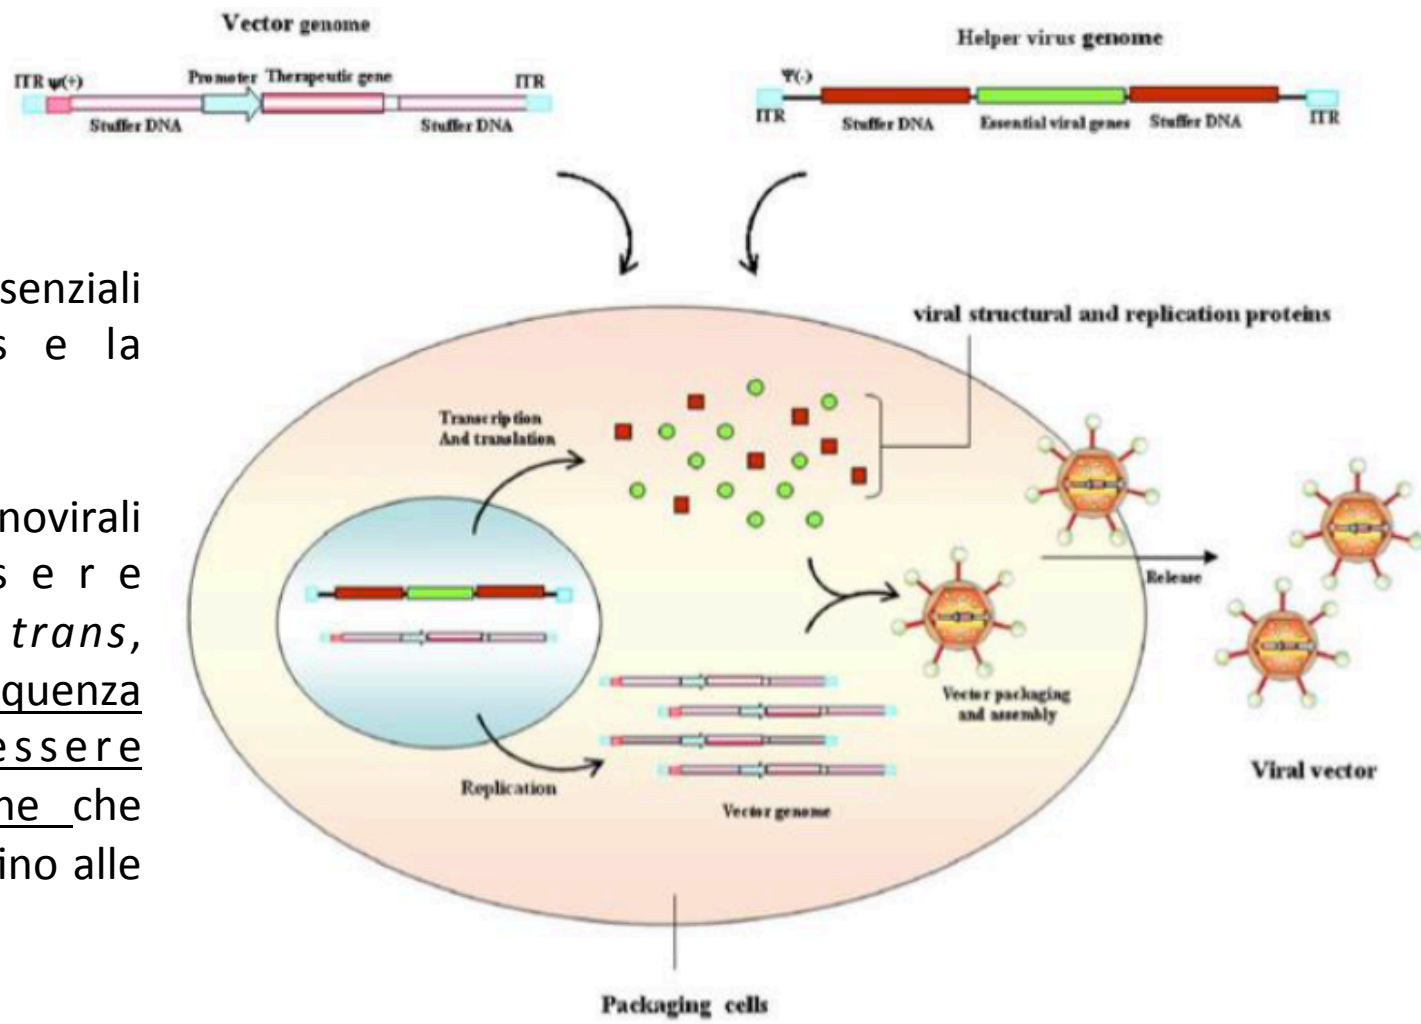 Vector genome
Helper virus genome
ITR ψ(+) Promoter Therapeutic gene ITR
Stuffer DNA Stuffer DNA
Ψ(-)
ITR Stuffer DNA Essential viral genes Stuffer DNA ITR
senziali
s e la
novirali
s e r e
trans,
quenza
essere
ne che
ino alle
viral structural and replication proteins
Transcription
And translation
Release
Vector packaging
and assembly
Replication
Vector genome
Viral vector
Packaging cells